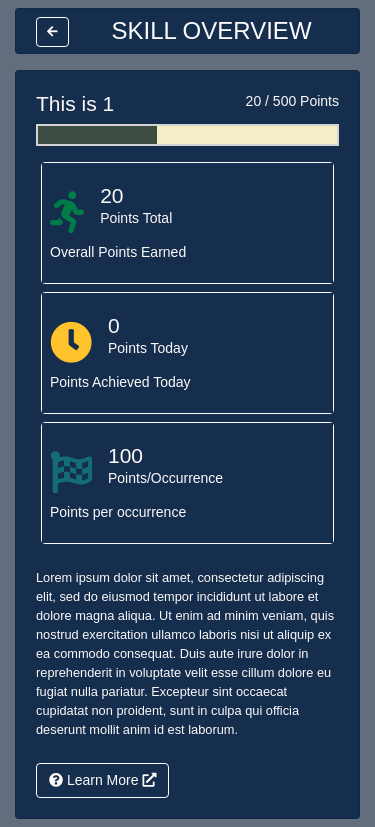 SKILL OVERVIEW
This is 1
20 / 500 Points
20
Points Total
Overall Points Earned
0
Points Today
Points Achieved Today
100
Points/Occurrence
Points per occurrence
Lorem ipsum dolor sit amet, consectetur adipiscing
elit, sed do eiusmod tempor incididunt ut labore et
dolore magna aliqua. Ut enim ad minim veniam, quis
nostrud exercitation ullamco laboris nisi ut aliquip ex
ea commodo consequat. Duis aute irure dolor in
reprehenderit in voluptate velit esse cillum dolore eu
fugiat nulla pariatur. Excepteur sint occaecat
cupidatat non proident, sunt in culpa qui officia
deserunt mollit anim id est laborum.
Learn More